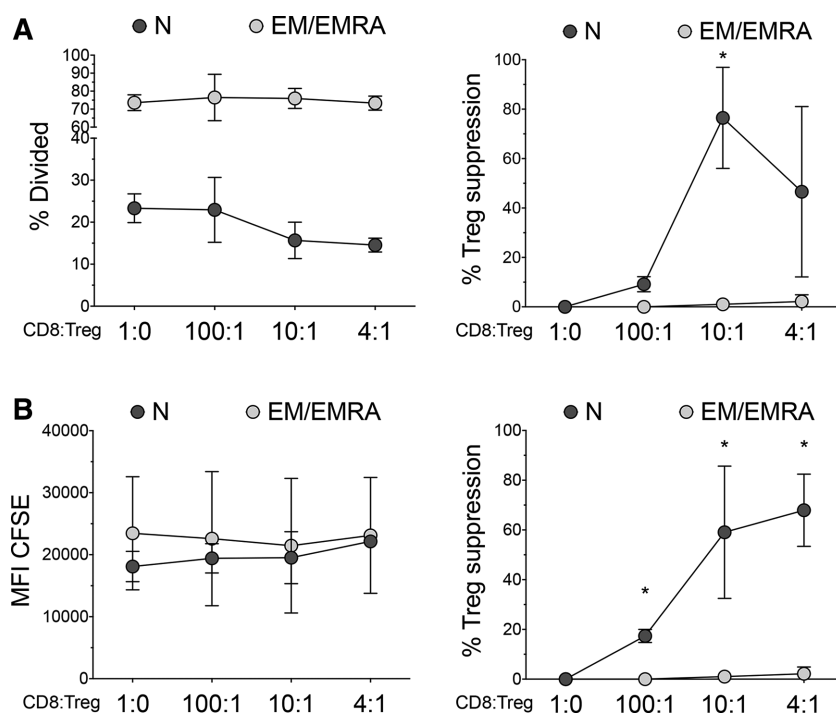 A
N
EM/EMRA
% Divided
100
90
80
70
60
40
30
20
10
0
CD8:Treg
1:0
100:1
10:1
4:1
N
EM/EMRA
% Treg suppression
100
80
60
40
20
0
*
CD8:Treg
1:0
100:1
10:1
4:1
B
N
EM/EMRA
MFI CFSE
40000
30000
20000
10000
0
CD8:Treg
1:0
100:1
10:1
4:1
N
EM/EMRA
% Treg suppression
100
80
60
40
20
0
*
*
*
CD8:Treg
1:0
100:1
10:1
4:1